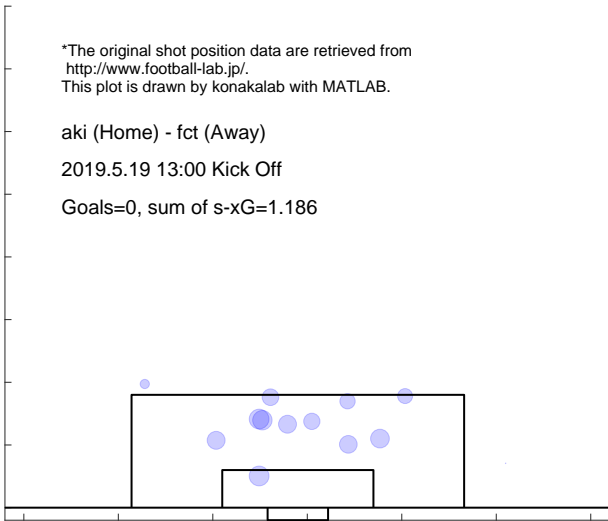 *The original shot position data are retrieved from
http://www.football-lab.jp/.
This plot is drawn by konakalab with MATLAB.
aki (Home) - fct (Away)
2019.5.19 13:00 Kick Off
Goals=0, sum of s-xG=1.186